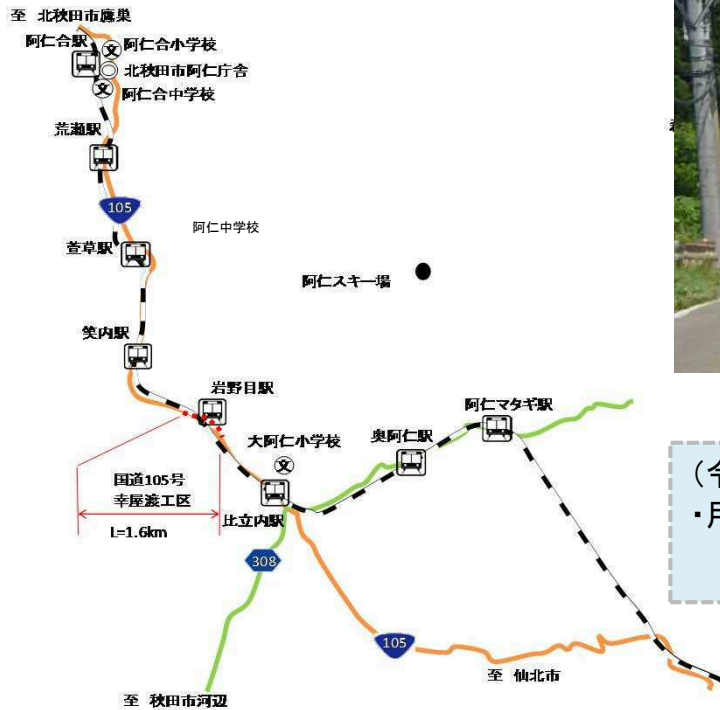 至 北秋田市鷹巣
阿仁合駅
阿仁合小学校
北秋田市阿仁庁舎
阿仁合中学校
荒瀬駅
105
阿仁中学校
萱草駅
阿仁スキー場
笑内駅
岩野目駅
阿仁マタギ駅
大阿仁小学校
奥阿仁駅
国道105号
幸屋渡工区
L=1.6km
比立内駅
308
105
至 仙北市
至 秋田市河辺